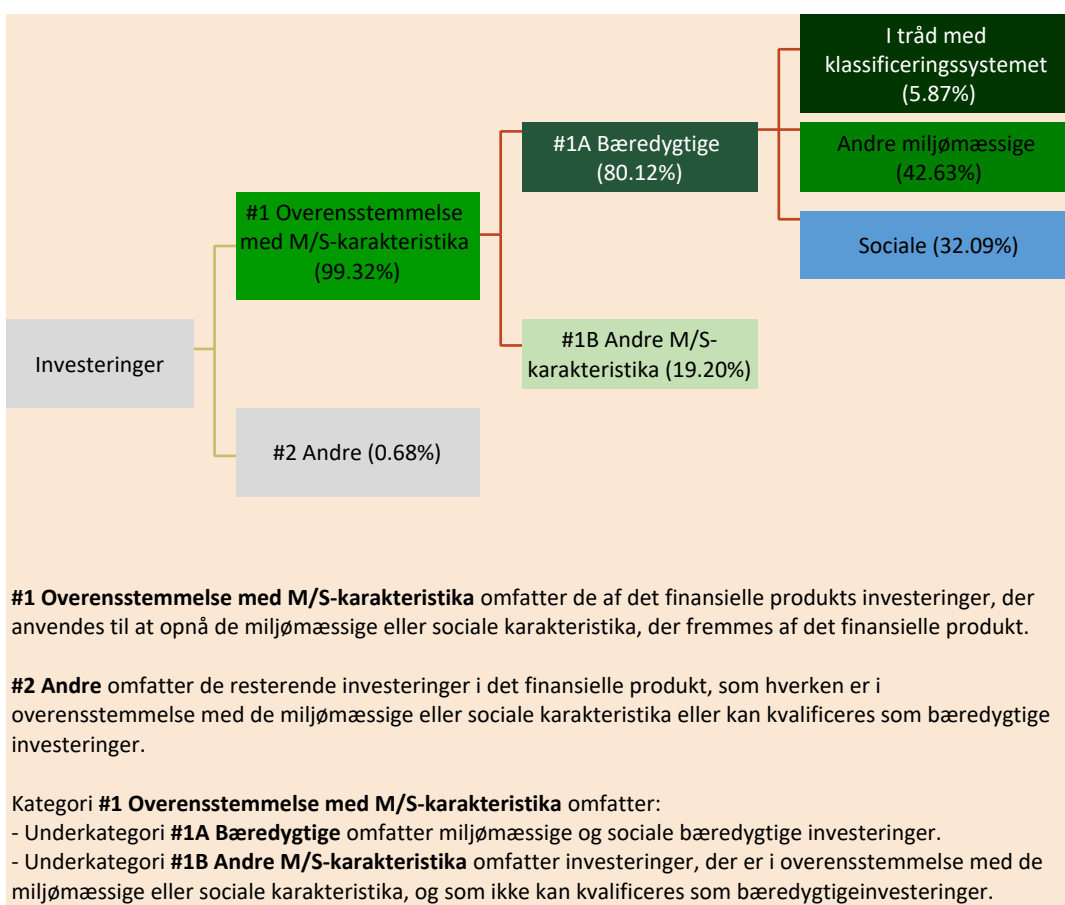 I tråd med
klassificeringssystemet
(5.87%)
#1A Bæredygtige
(80.12%)
Andre miljømæssige
(42.63%)
#1 Overensstemmelse
med M/S-karakteristika
(99.32%)
Sociale (32.09%)
#1B Andre M/S-
karakteristika (19.20%)
Investeringer
#2 Andre (0.68%)
#1 Overensstemmelse med M/S-karakteristika omfatter de af det finansielle produkts investeringer, der
anvendes til at opnå de miljømæssige eller sociale karakteristika, der fremmes af det finansielle produkt.
#2 Andre omfatter de resterende investeringer i det finansielle produkt, som hverken er i
overensstemmelse med de miljømæssige eller sociale karakteristika eller kan kvalificeres som bæredygtige
investeringer.
Kategori #1 Overensstemmelse med M/S-karakteristika omfatter:
- Underkategori #1A Bæredygtige omfatter miljømæssige og sociale bæredygtige investeringer.
- Underkategori #1B Andre M/S-karakteristika omfatter investeringer, der er i overensstemmelse med de
miljømæssige eller sociale karakteristika, og som ikke kan kvalificeres som bæredygtigeinvesteringer.